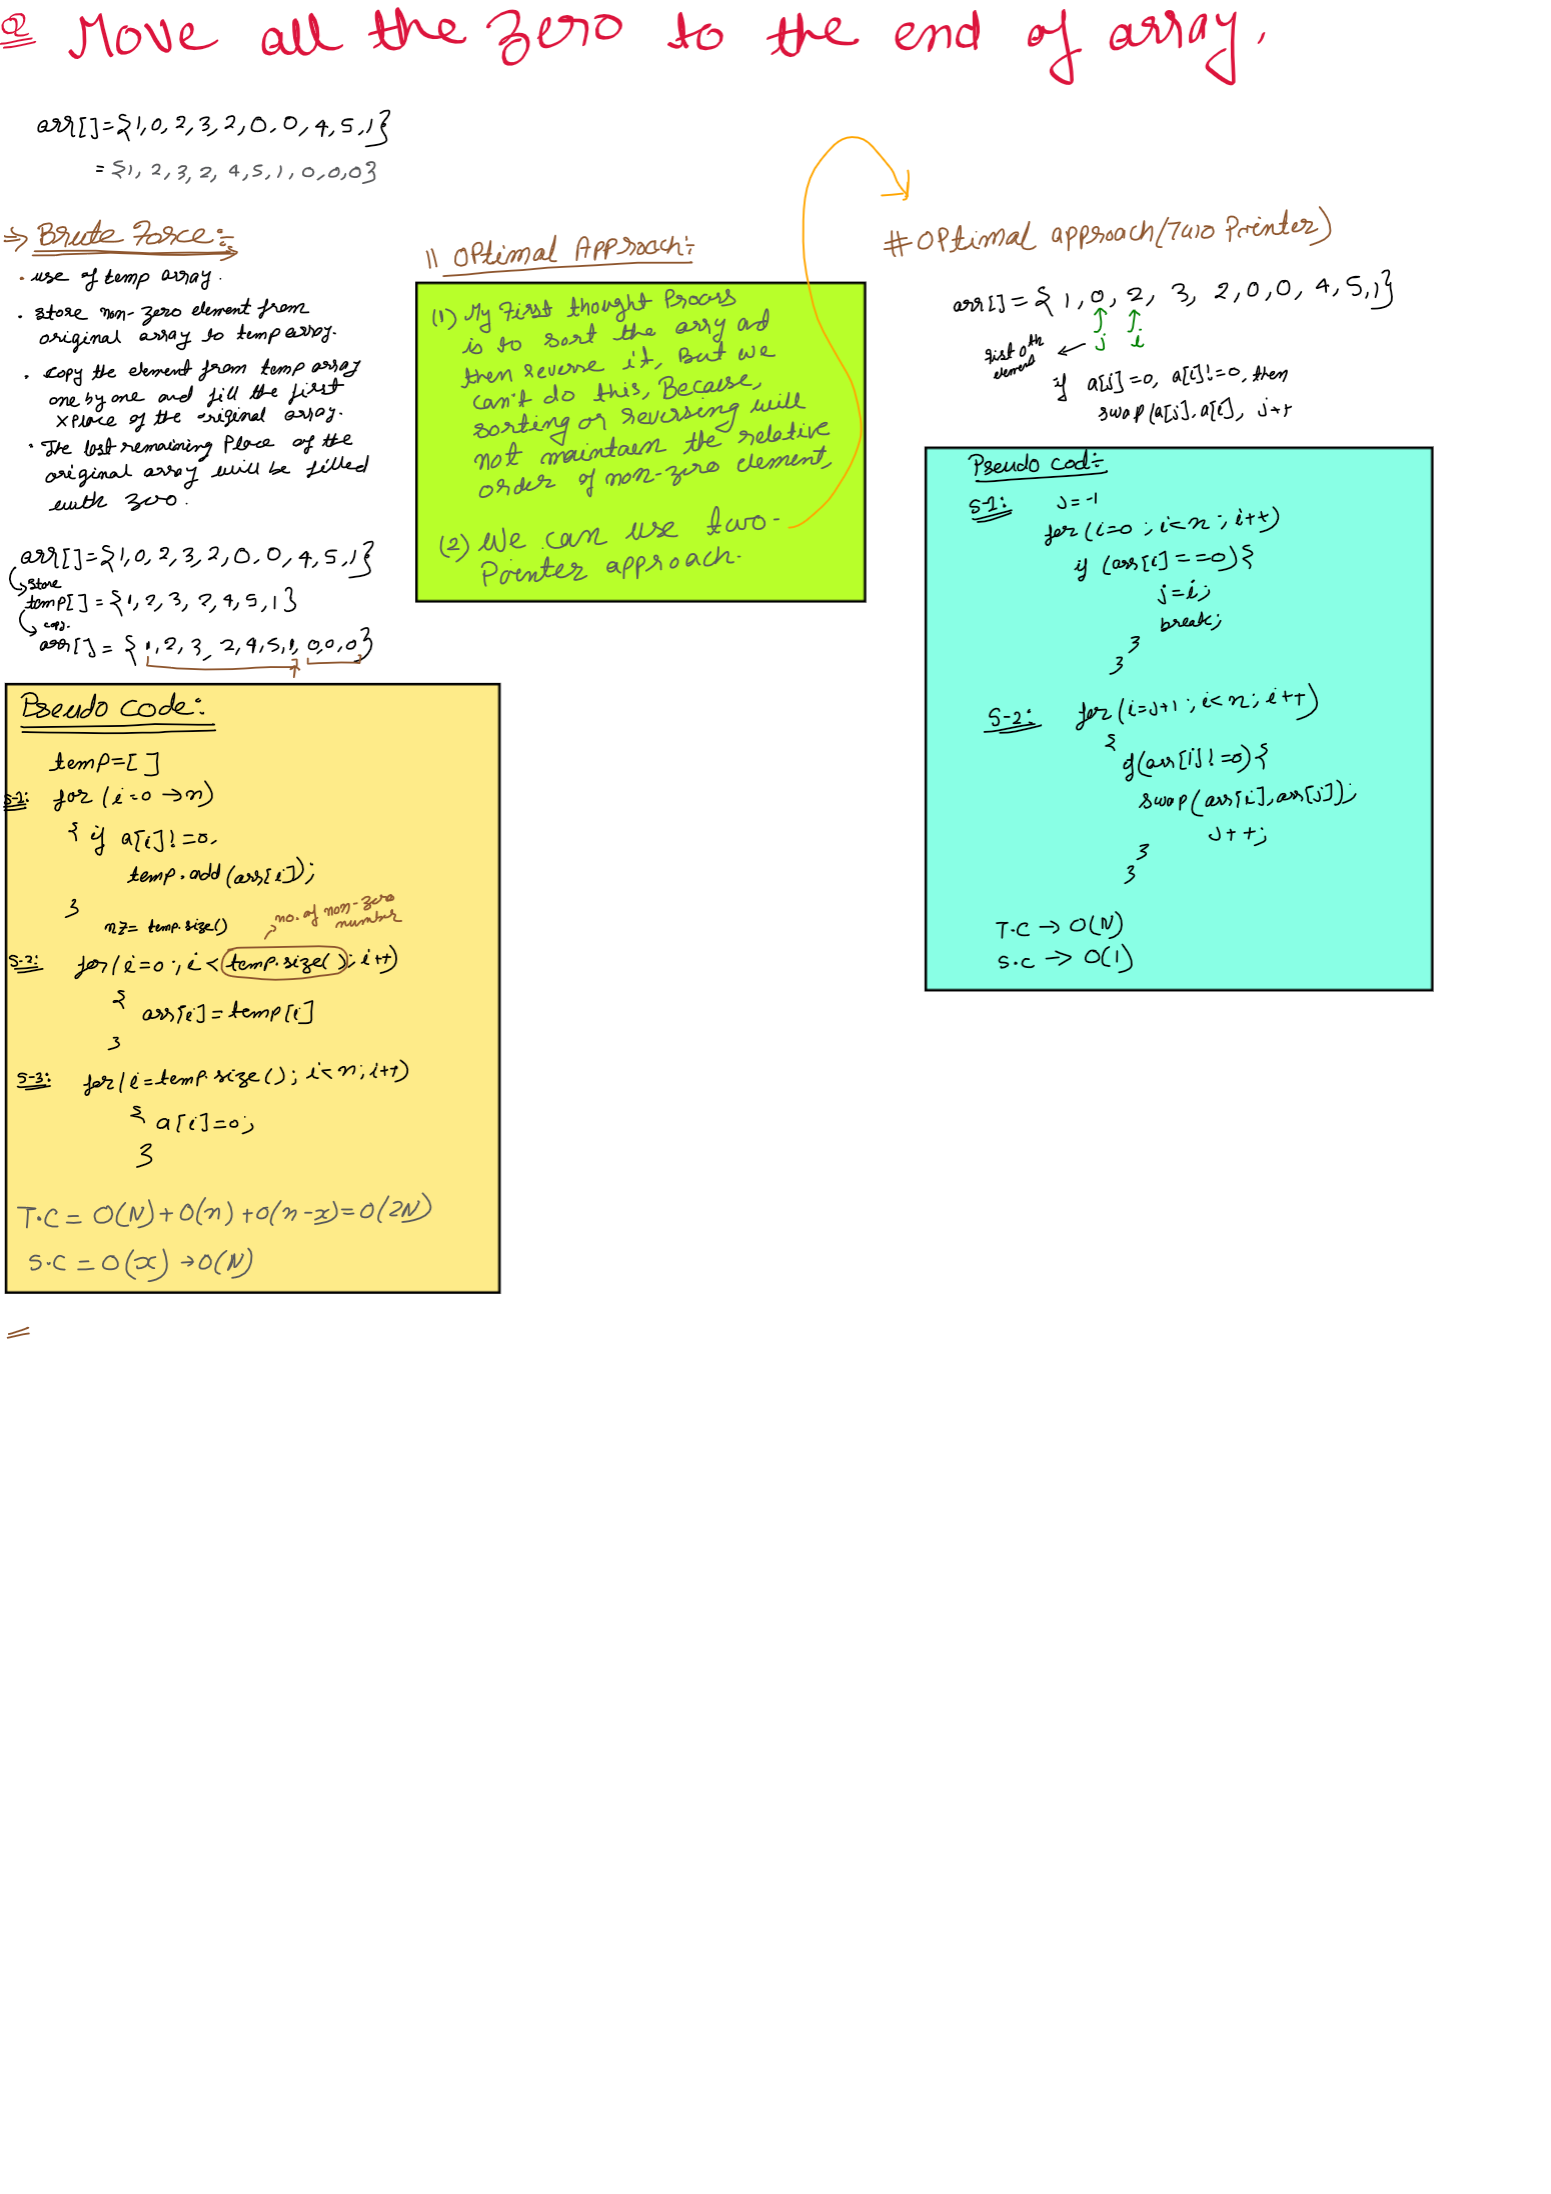 Q Move all the zero to the end of array.
arr[]={1,0,2,3,2,0,0,4,5,1}
={1,2,3,2,4,5,1,0,0,0}
⇒ Brute Force:-
• use of temp array.
• store non-zero element from
original array to temp array.
• copy the element from temp array
one by one and fill the first
x place of the original array.
• The last remaining Place of the
original array will be filled
with zero.
arr[]={1,0,2,3,2,0,0,4,5,1}
store
temp[]={1,2,3,2,4,5,1}
copy.
arr[]={1,2,3,2,4,5,1,0,0,0}
Pseudo code:-
temp=[]
S-1: for (i=0→n)
{ if a[i]!=0,
temp.add(arr[i]);
}
nz= temp.size()
no. of non-zero
number
S-2: for(i=0;i<temp.size();i++)
{
arr[i]=temp[i]
}
S-3: for(i=temp.size();i<n;i++)
{ a[i]=0;
}
T.C = O(N)+O(n)+O(n-x)=O(2N)
S.C = O(x)→O(N)
=
|| Optimal Approach:-
(1) My First thought Procss
is to sort the arry ad
then reverse it, But we
can't do this, Because,
sorting or reversing will
not maintaen the relative
order of non-zero element,
(2) We can use two-
Pointer approach.
# Optimal approach(Two Pointer)
arr[]={1,0,2,3,2,0,0,4,5,1}
j i
fist 0th
element
if a[j]=0, a[i]!=0, then
swap(a[j].a[i], j++
Pseudo cod:-
S-1: j=-1
for(i=0;i<n;i++)
if (arr[i]==0){
j=i;
break;
}
}
S-2: for(i=j+1;i<n;i++)
{
if(arr[i]!=0){
swap(arr[i],arr[j]);
j++;
}
}
T.C → O(N)
S.C → O(1)